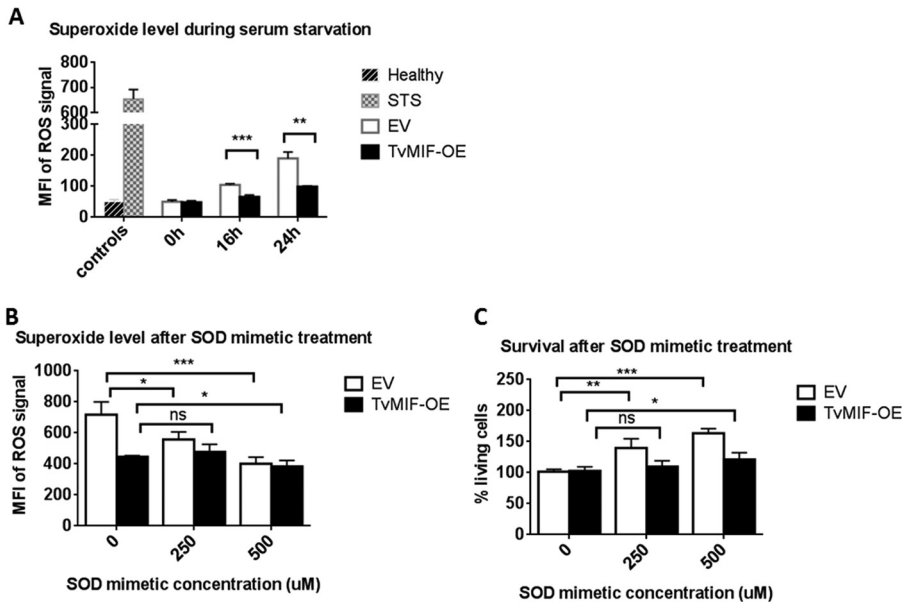 A
Superoxide level during serum starvation
MFI of ROS signal
800
700
600
300
200
100
0
***
**
controls
0h
16h
24h
Healthy
STS
EV
TvMIF-OE
B
Superoxide level after SOD mimetic treatment
MFI of ROS signal
1000
800
600
400
200
0
***
*
*
ns
EV
TvMIF-OE
0
250
500
SOD mimetic concentration (uM)
C
Survival after SOD mimetic treatment
% living cells
250
200
150
100
50
0
***
**
*
ns
EV
TvMIF-OE
0
250
500
SOD mimetic concentration (uM)